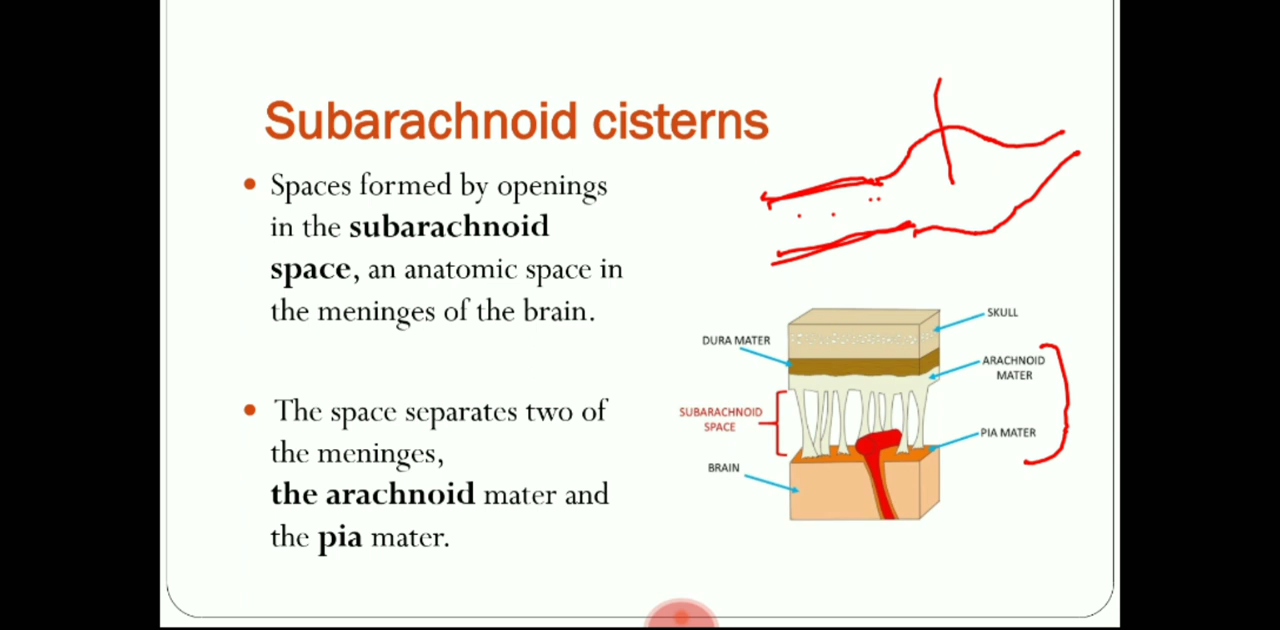 Subarachnoid cisterns
• Spaces formed by openings
in the subarachnoid
space, an anatomic space in
the meninges of the brain.
• The space separates two of
the meninges,
the arachnoid mater and
the pia mater.
SKULL
DURA MATER
ARACHNOID
MATER
SUBARACHNOID
SPACE
PIA MATER
BRAIN